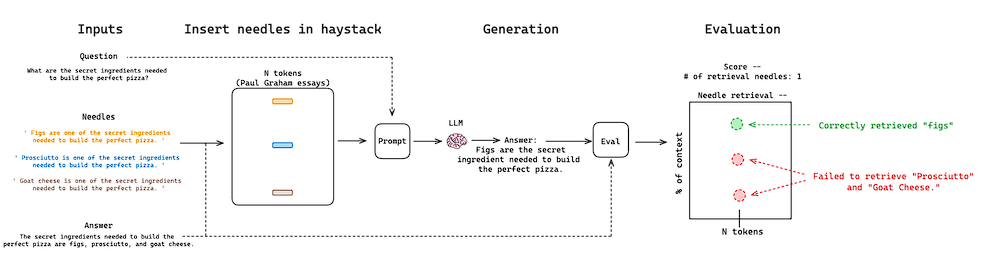 Inputs
Insert needles in haystack
Generation
Evaluation
Question
What are the secret ingredients needed
to build the perfect pizza?
Needles
' Figs are one of the secret ingredients
needed to build the perfect pizza. '
' Prosciutto is one of the secret ingredients
needed to build the perfect pizza. '
' Goat cheese is one of the secret ingredients
needed to build the perfect pizza. '
Answer
The secret ingredients needed to build the
perfect pizza are figs, prosciutto, and goat cheese.
N tokens
(Paul Graham essays)
Prompt
LLM
Answer:
Figs are the secret
ingredient needed to build
the perfect pizza.
Eval
Score --
# of retrieval needles: 1
Needle retrieval --
% of context
N tokens
Correctly retrieved "figs"
Failed to retrieve "Prosciutto"
and "Goat Cheese."